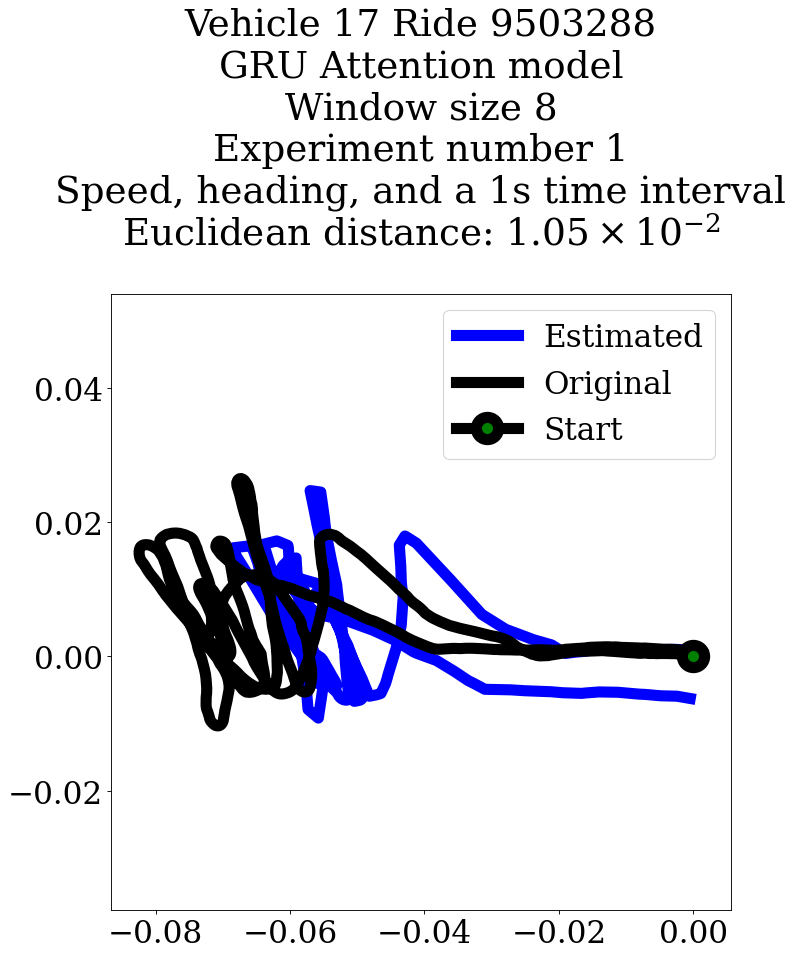 Vehicle 17 Ride 9503288
GRU Attention model
Window size 8
Experiment number 1
Speed, heading, and a 1s time interval
Euclidean distance: 1.05 × 10⁻²
Estimated
Original
Start
0.04
0.02
0.00
−0.02
−0.08 −0.06 −0.04 −0.02 0.00